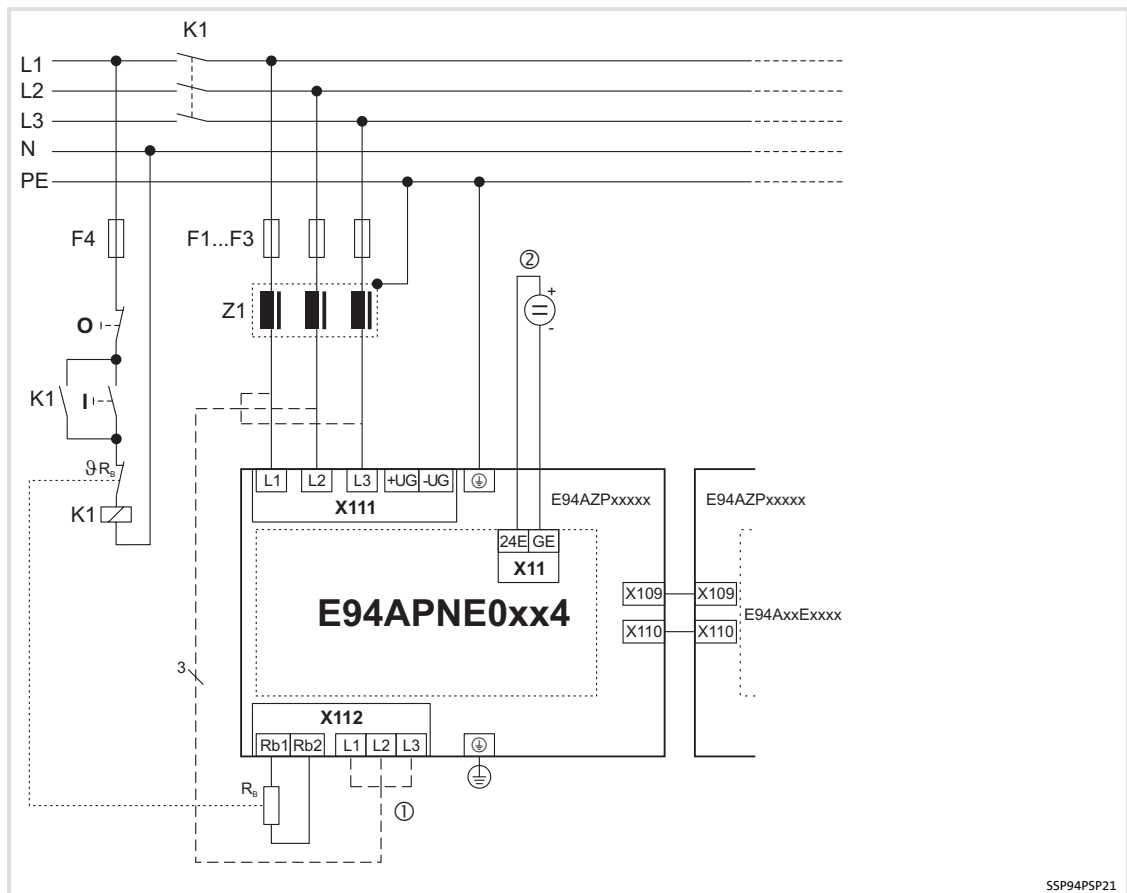 K1
L1
L2
L3
N
PE
F4
F1...F3
②
+
-
Z1
O
K1
I
ϑ R_B
K1
L1 L2 L3 +UG -UG
X111
E94AZPxxxxx
E94AZPxxxxx
24E GE
X11
E94APNE0xx4
X109 X109
E94AxxExxxx
X110 X110
3
X112
Rb1 Rb2 L1 L2 L3
R_B
①
SSP94PSP21